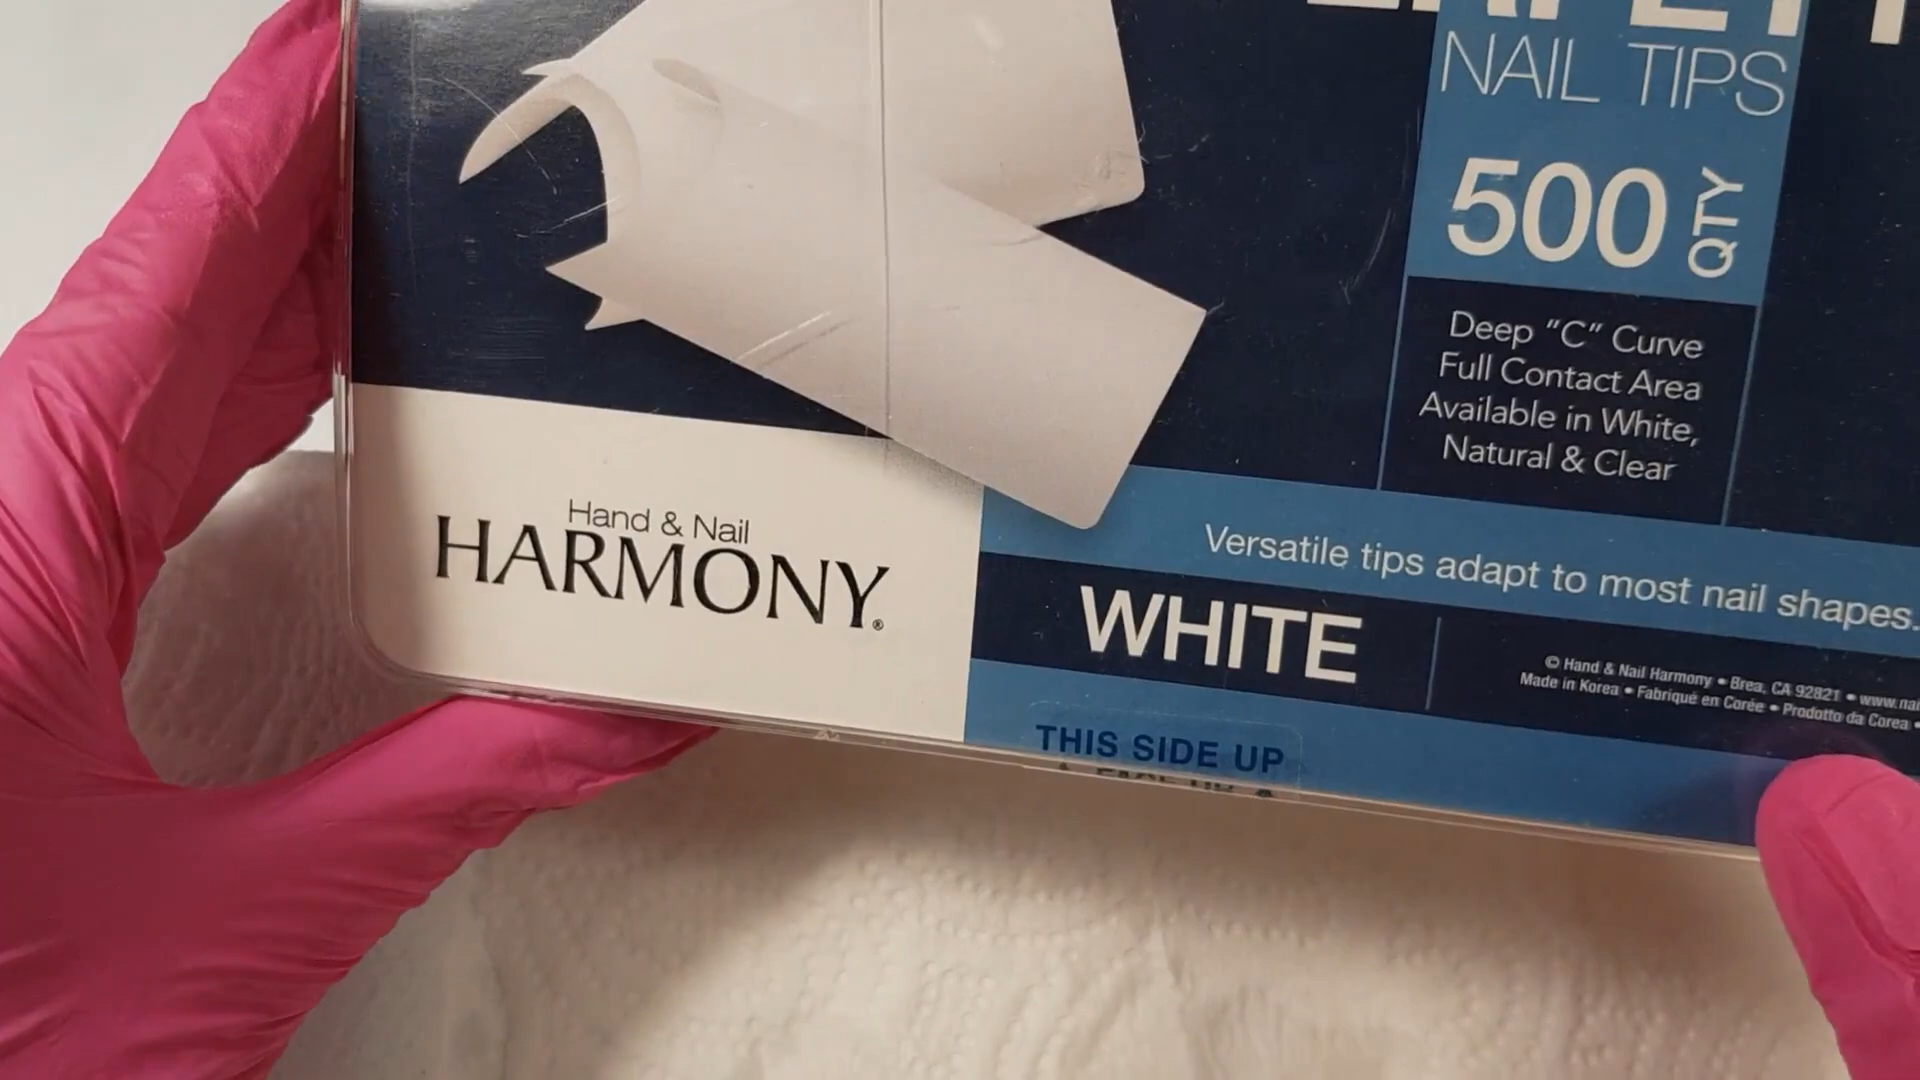 NAIL TIPS
500 QTY
Deep "C" Curve
Full Contact Area
Available in White,
Natural & Clear
Versatile tips adapt to most nail shapes.
Hand & Nail
HARMONY®
WHITE
© Hand & Nail Harmony • Brea, CA 92821 •
Made in Korea • Fabriqué en Corée • Prodotto da Corea •
THIS SIDE UP